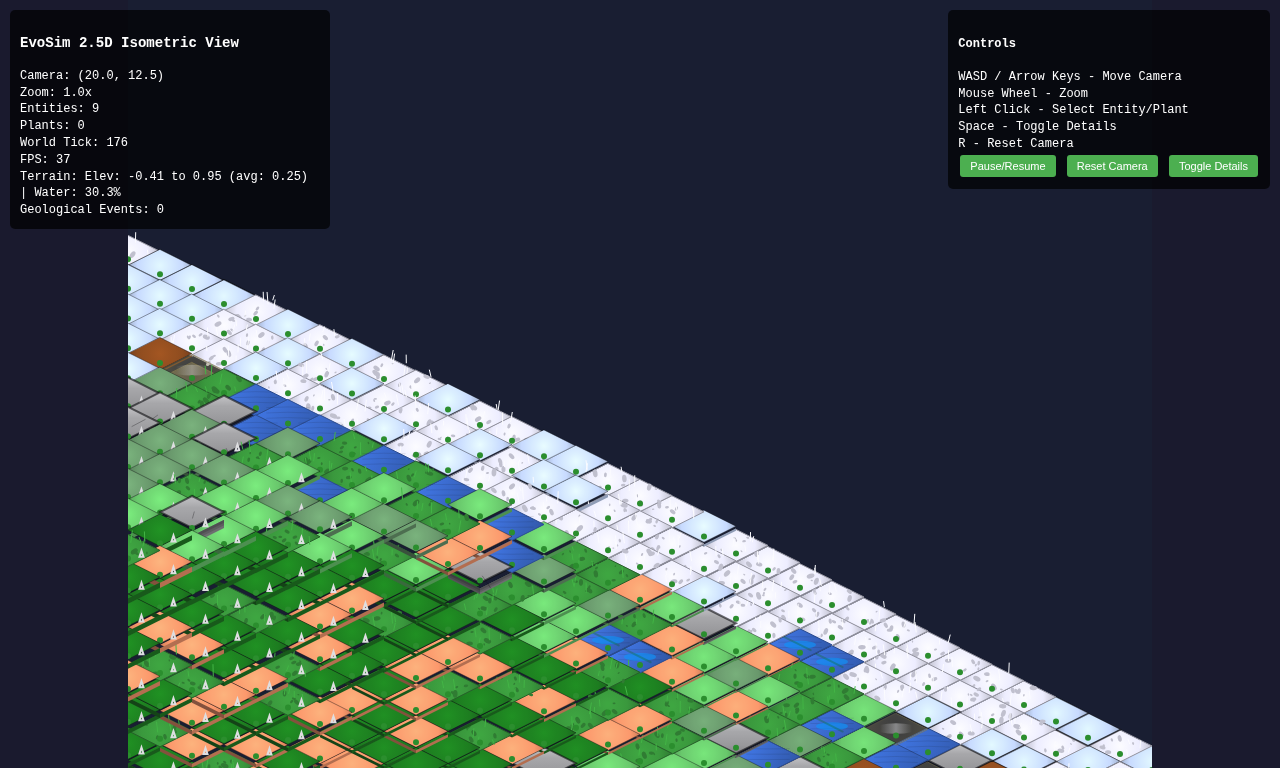 EvoSim 2.5D Isometric View
Camera: (20.0, 12.5)
Zoom: 1.0x
Entities: 9
Plants: 0
World Tick: 176
FPS: 37
Terrain: Elev: -0.41 to 0.95 (avg: 0.25)
| Water: 30.3%
Geological Events: 0
Controls
WASD / Arrow Keys - Move Camera
Mouse Wheel - Zoom
Left Click - Select Entity/Plant
Space - Toggle Details
R - Reset Camera
Pause/Resume Reset Camera Toggle Details